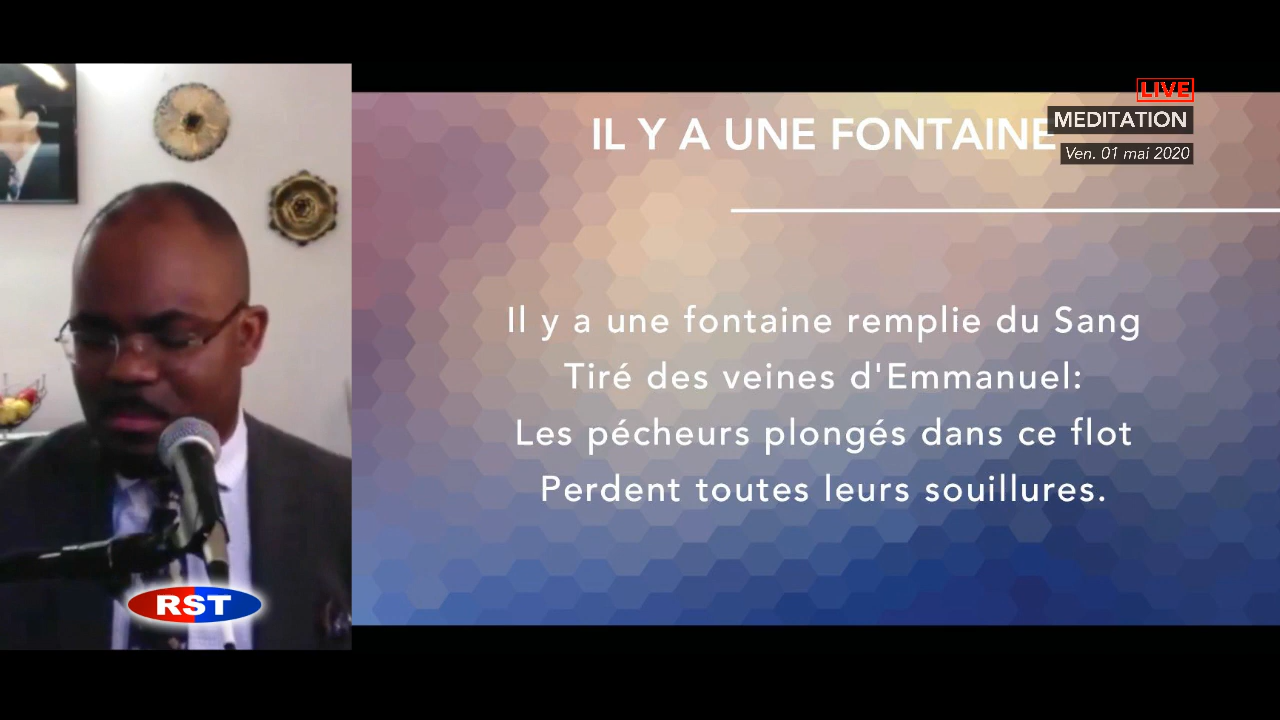 LIVE
IL Y A UNE FONTAINE
MEDITATION
Ven. 01 mai 2020
Il y a une fontaine remplie du Sang
Tiré des veines d'Emmanuel:
Les pécheurs plongés dans ce flot
Perdent toutes leurs souillures.
RST